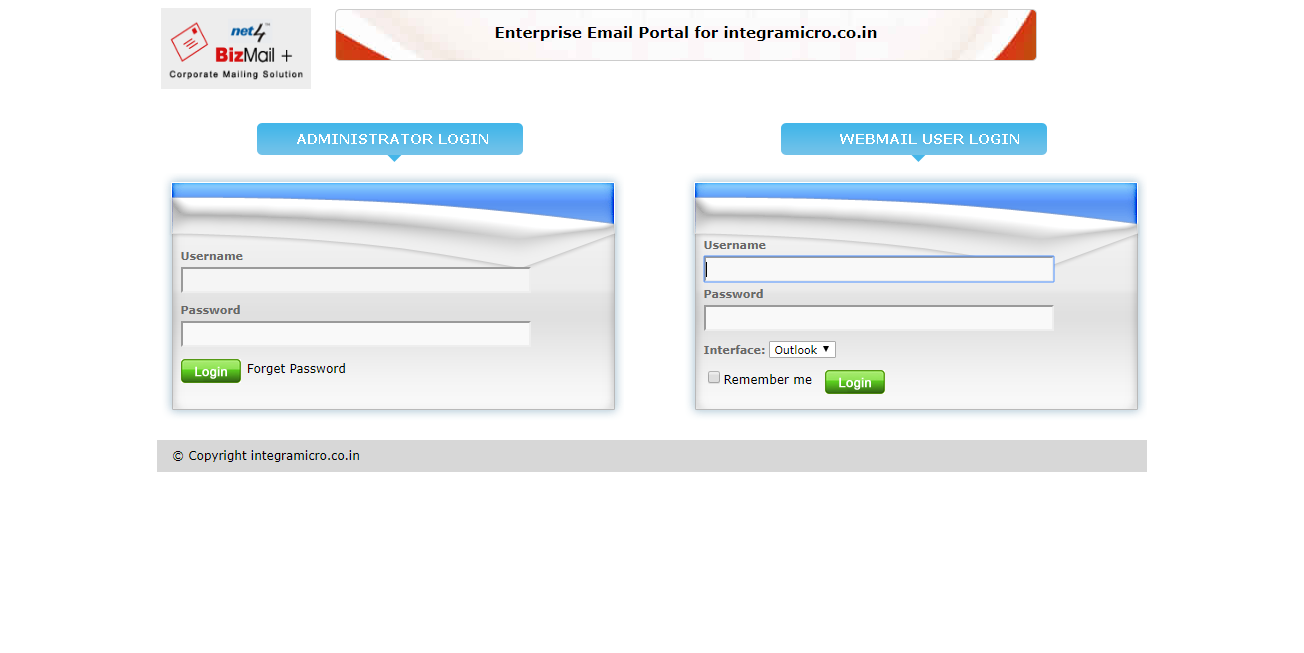 net4™
BizMail +
Corporate Mailing Solution
Enterprise Email Portal for integramicro.co.in
ADMINISTRATOR LOGIN
Username
Password
Login Forget Password
WEBMAIL USER LOGIN
Username
Password
Interface: Outlook ▼
Remember me Login
© Copyright integramicro.co.in